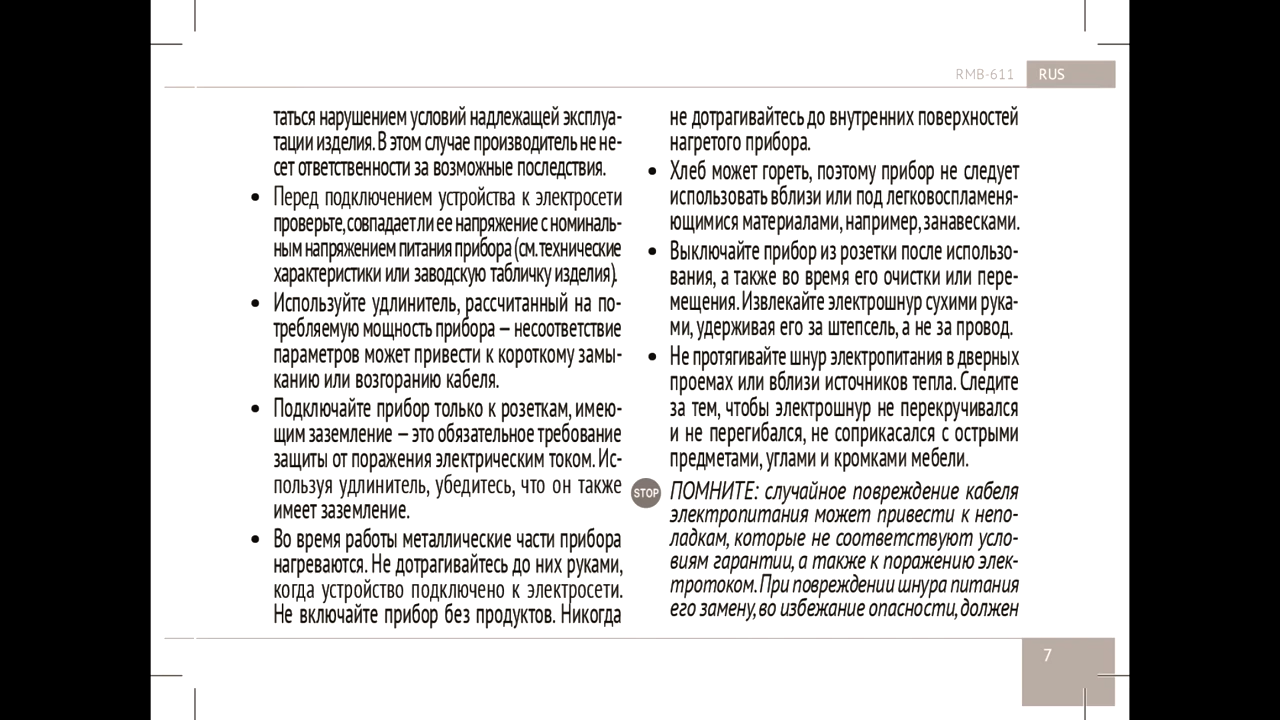 RMB-611 RUS
таться нарушением условий надлежащей эксплуа-
тации изделия. В этом случае производитель не не-
сет ответственности за возможные последствия.
• Перед подключением устройства к электросети
проверьте, совпадает ли ее напряжение с номиналь-
ным напряжением питания прибора (см. технические
характеристики или заводскую табличку изделия).
• Используйте удлинитель, рассчитанный на по-
требляемую мощность прибора — несоответствие
параметров может привести к короткому замы-
канию или возгоранию кабеля.
• Подключайте прибор только к розеткам, имею-
щим заземление — это обязательное требование
защиты от поражения электрическим током. Ис-
пользуя удлинитель, убедитесь, что он также
имеет заземление.
• Во время работы металлические части прибора
нагреваются. Не дотрагивайтесь до них руками,
когда устройство подключено к электросети.
Не включайте прибор без продуктов. Никогда
не дотрагивайтесь до внутренних поверхностей
нагретого прибора.
• Хлеб может гореть, поэтому прибор не следует
использовать вблизи или под легковоспламеня-
ющимися материалами, например, занавесками.
• Выключайте прибор из розетки после использо-
вания, а также во время его очистки или пере-
мещения. Извлекайте электрошнур сухими рука-
ми, удерживая его за штепсель, а не за провод.
• Не протягивайте шнур электропитания в дверных
проемах или вблизи источников тепла. Следите
за тем, чтобы электрошнур не перекручивался
и не перегибался, не соприкасался с острыми
предметами, углами и кромками мебели.
STOP ПОМНИТЕ: случайное повреждение кабеля
электропитания может привести к непо-
ладкам, которые не соответствуют усло-
виям гарантии, а также к поражению элек-
тротоком. При повреждении шнура питания
его замену, во избежание опасности, должен
7